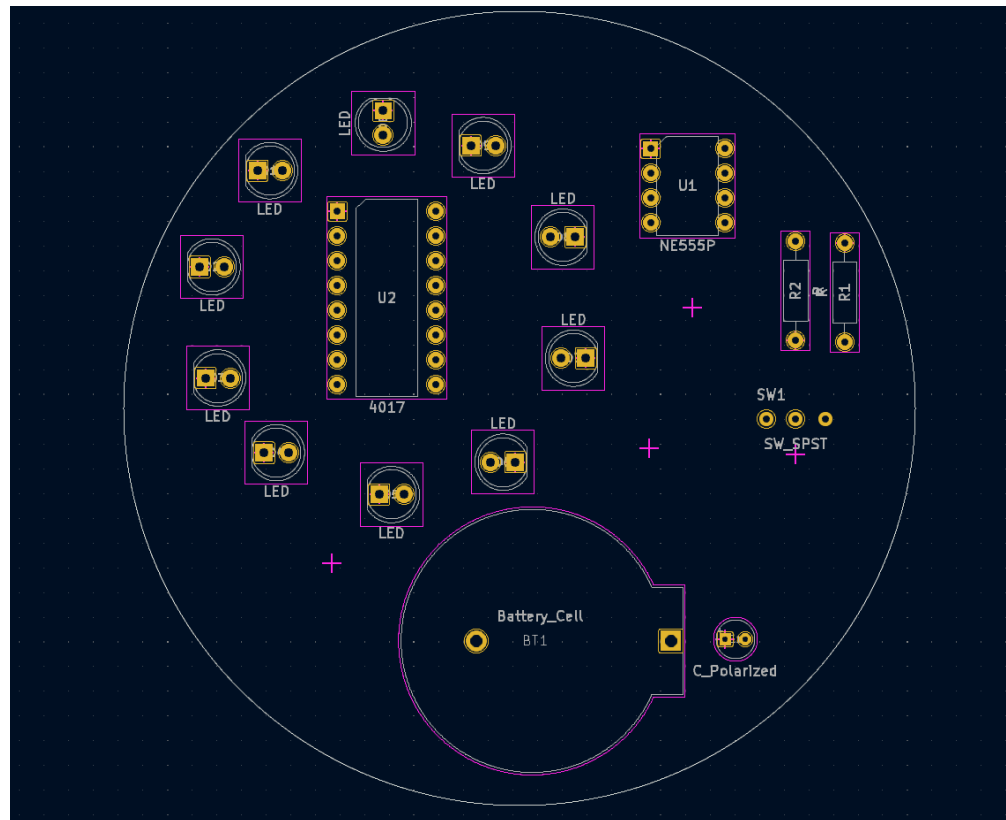 LED
LED
LED
LED
U1
NE555P
LED
LED
U2
R2
R1
LED
4017
SW1
LED
LED
SW_SPST
LED
LED
Battery_Cell
BT1
C_Polarized